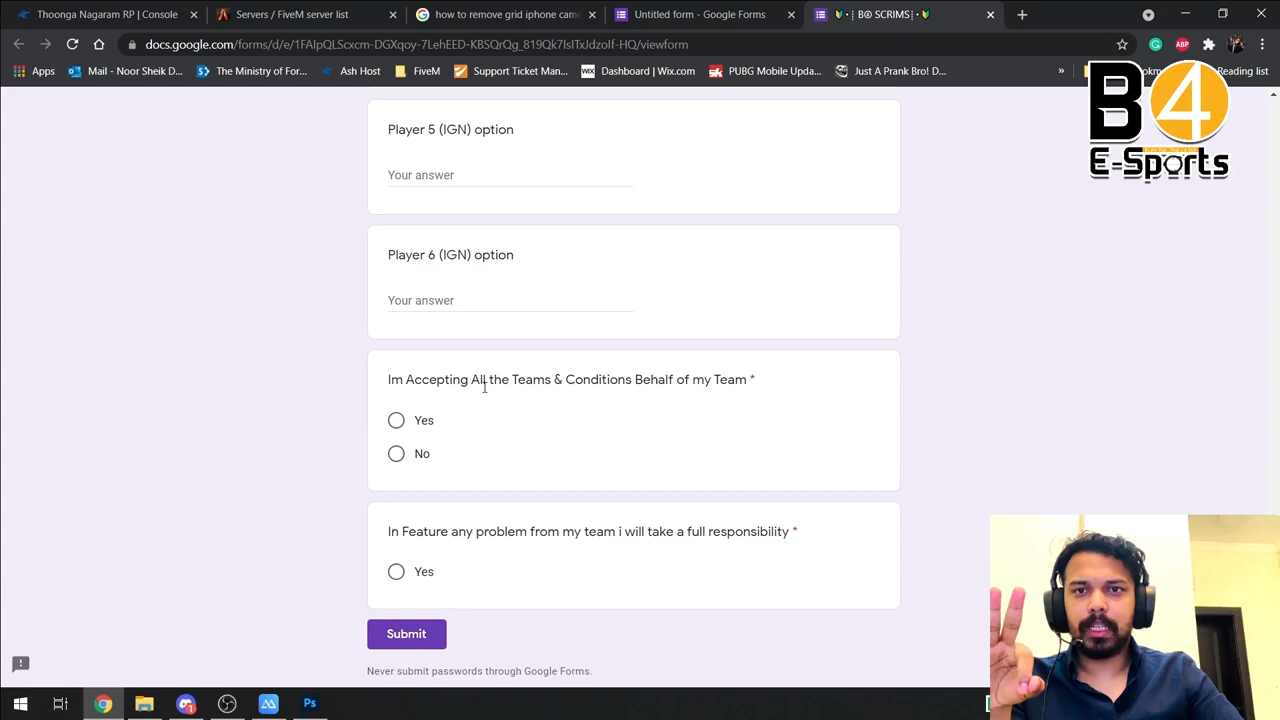 Thoonga Nagaram RP | Console
Servers / FiveM server list
how to remove grid iphone cam
Untitled form - Google Forms
B④ SCRIMS
docs.google.com/forms/d/e/1FAIpQLScxcm-DGXqoy-7LehEED-KBSQrQg_819Qk7lsITxJdzoIf-HQ/viewform
ABP
Apps
Mail - Noor Sheik D...
The Ministry of For...
Ash Host
FiveM
Support Ticket Man...
WIX
Dashboard | Wix.com
PUBG Mobile Upda...
Just A Prank Bro! D...
»
Reading list
B4
E-Sports
Player 5 (IGN) option
Your answer
Player 6 (IGN) option
Your answer
Im Accepting All the Teams & Conditions Behalf of my Team *
Yes
No
In Feature any problem from my team i will take a full responsibility *
Yes
Submit
Never submit passwords through Google Forms.
Ps